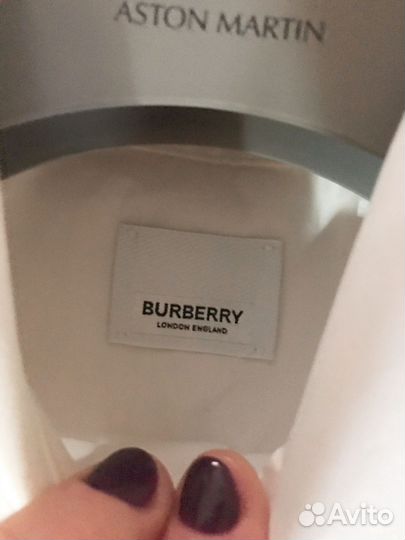 ASTON MARTIN
BURBERRY
LONDON ENGLAND
Avito